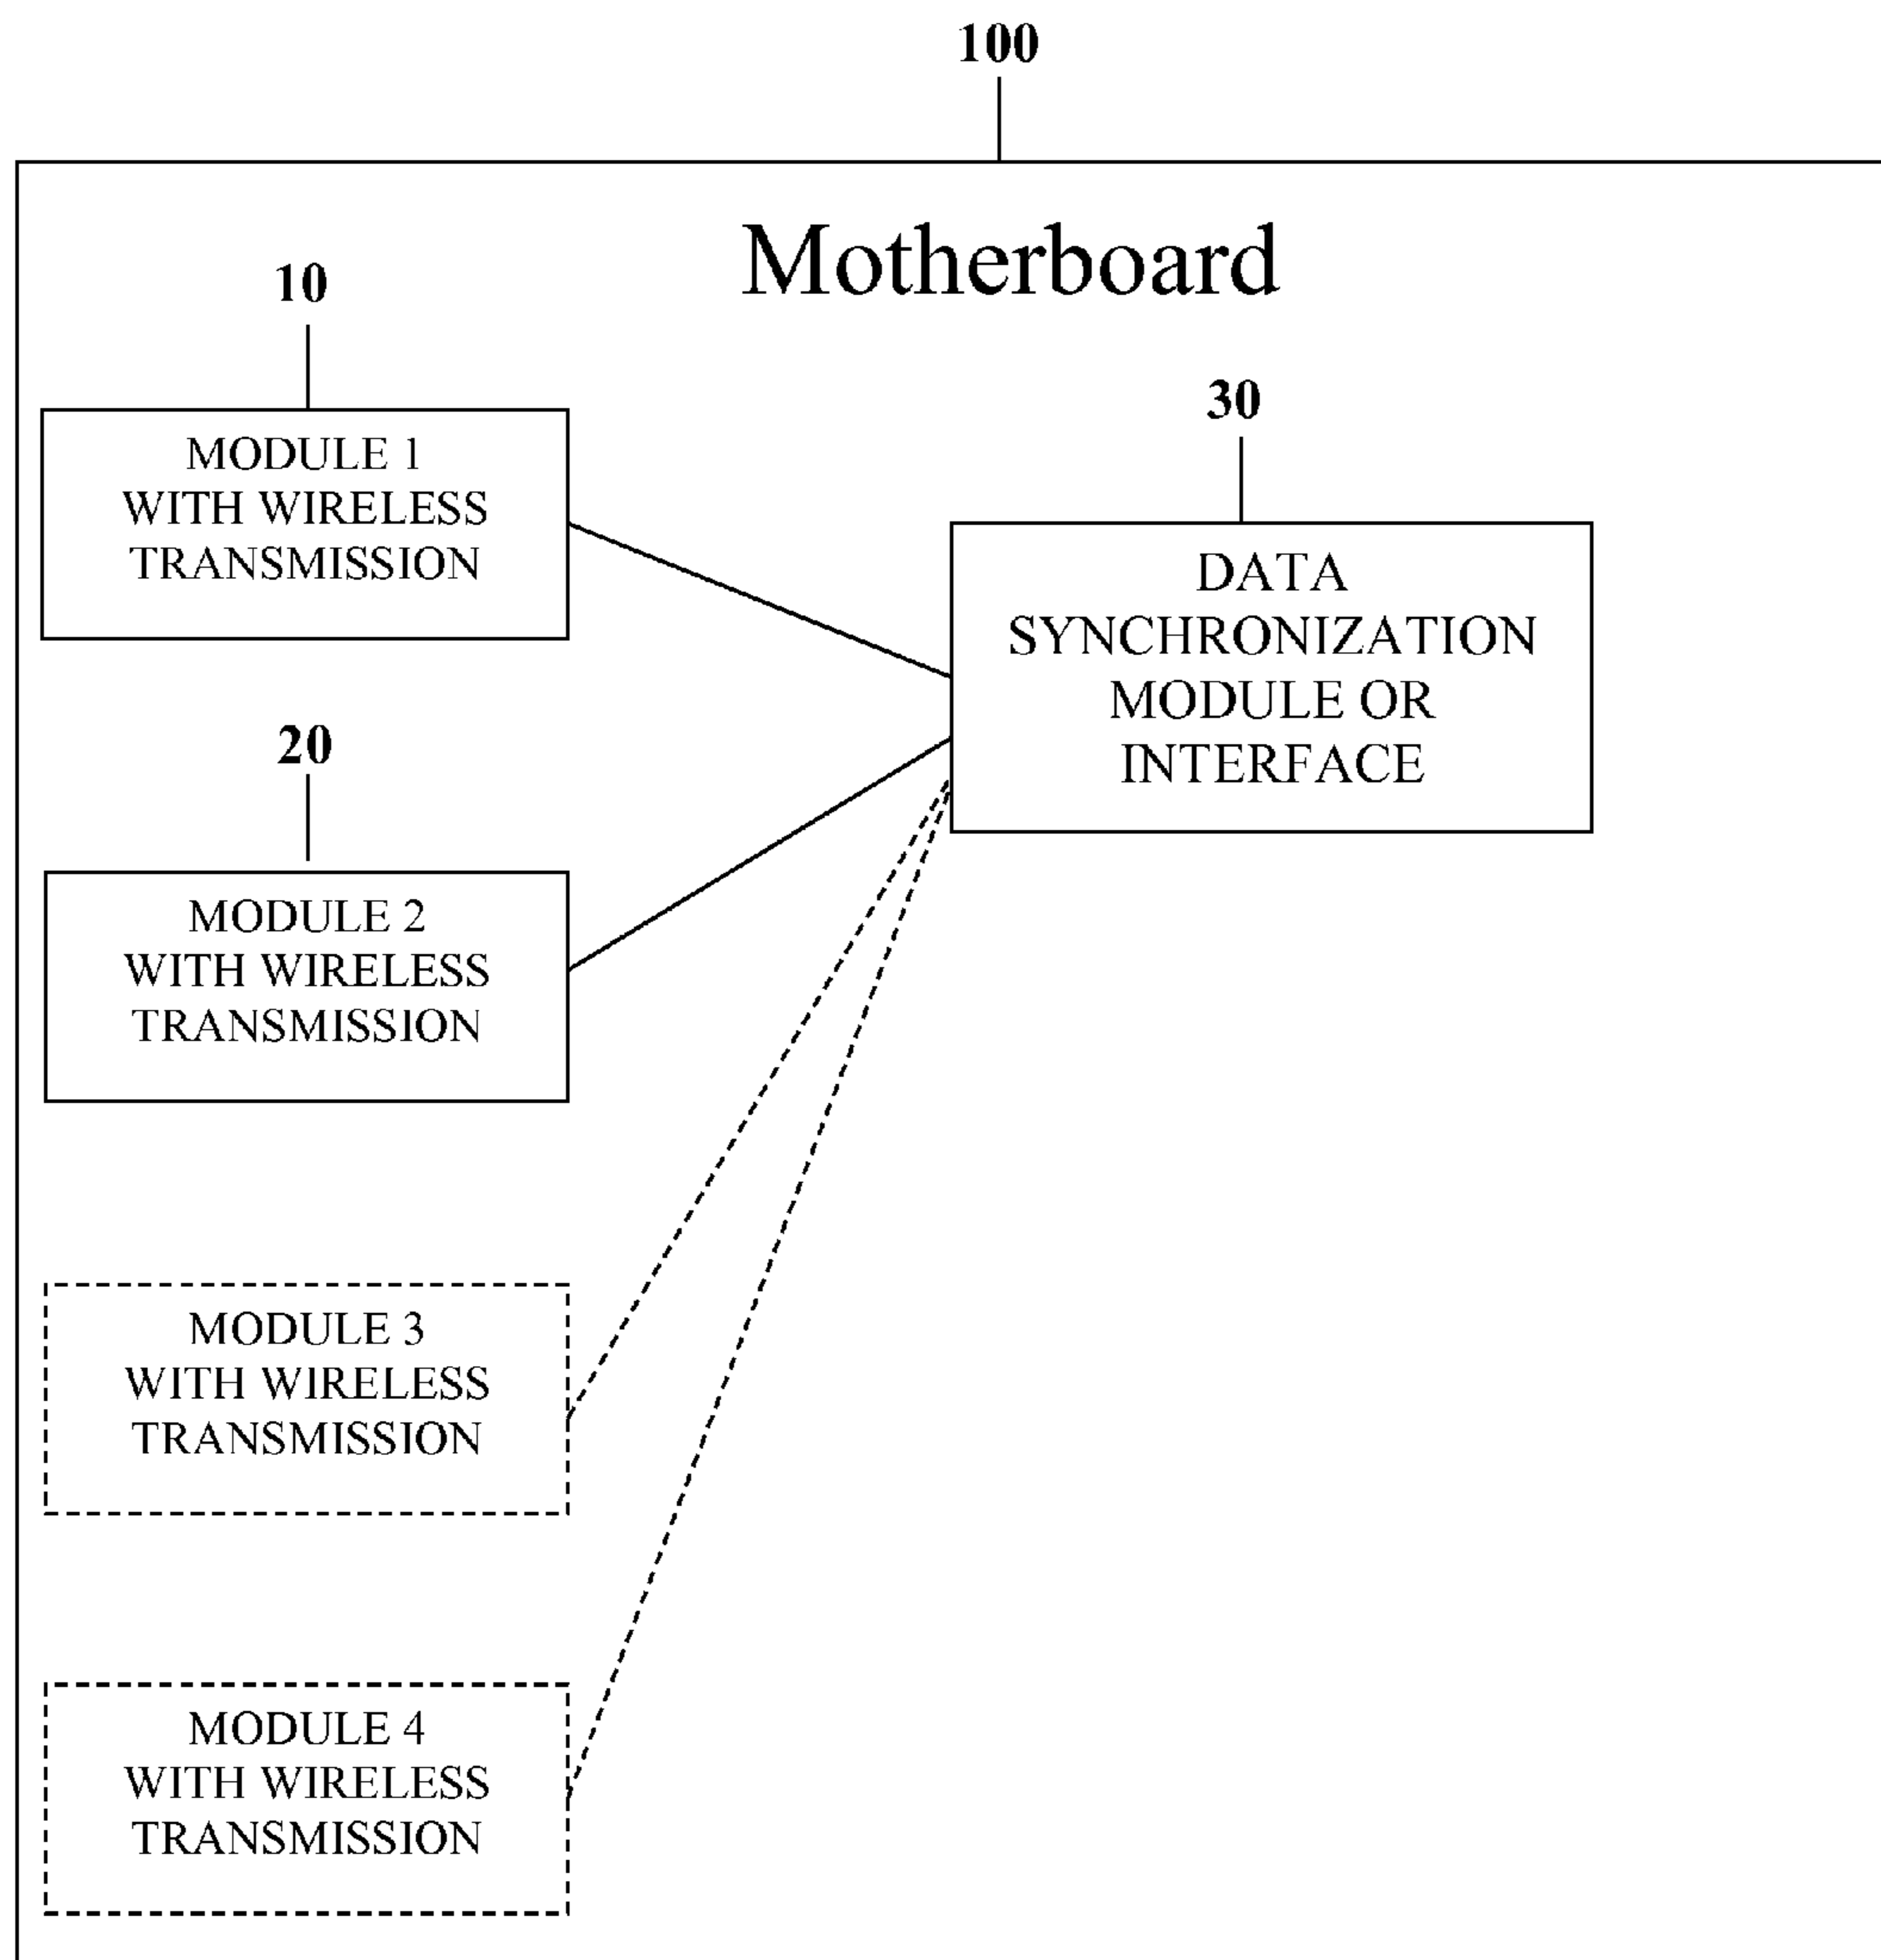 100
Motherboard
10
MODULE 1
WITH WIRELESS
TRANSMISSION
30
DATA
SYNCHRONIZATION
MODULE OR
INTERFACE
20
MODULE 2
WITH WIRELESS
TRANSMISSION
MODULE 3
WITH WIRELESS
TRANSMISSION
MODULE 4
WITH WIRELESS
TRANSMISSION